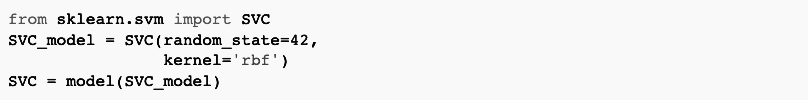 from sklearn.svm import SVC
SVC_model = SVC(random_state=42,
                kernel='rbf')
SVC = model(SVC_model)